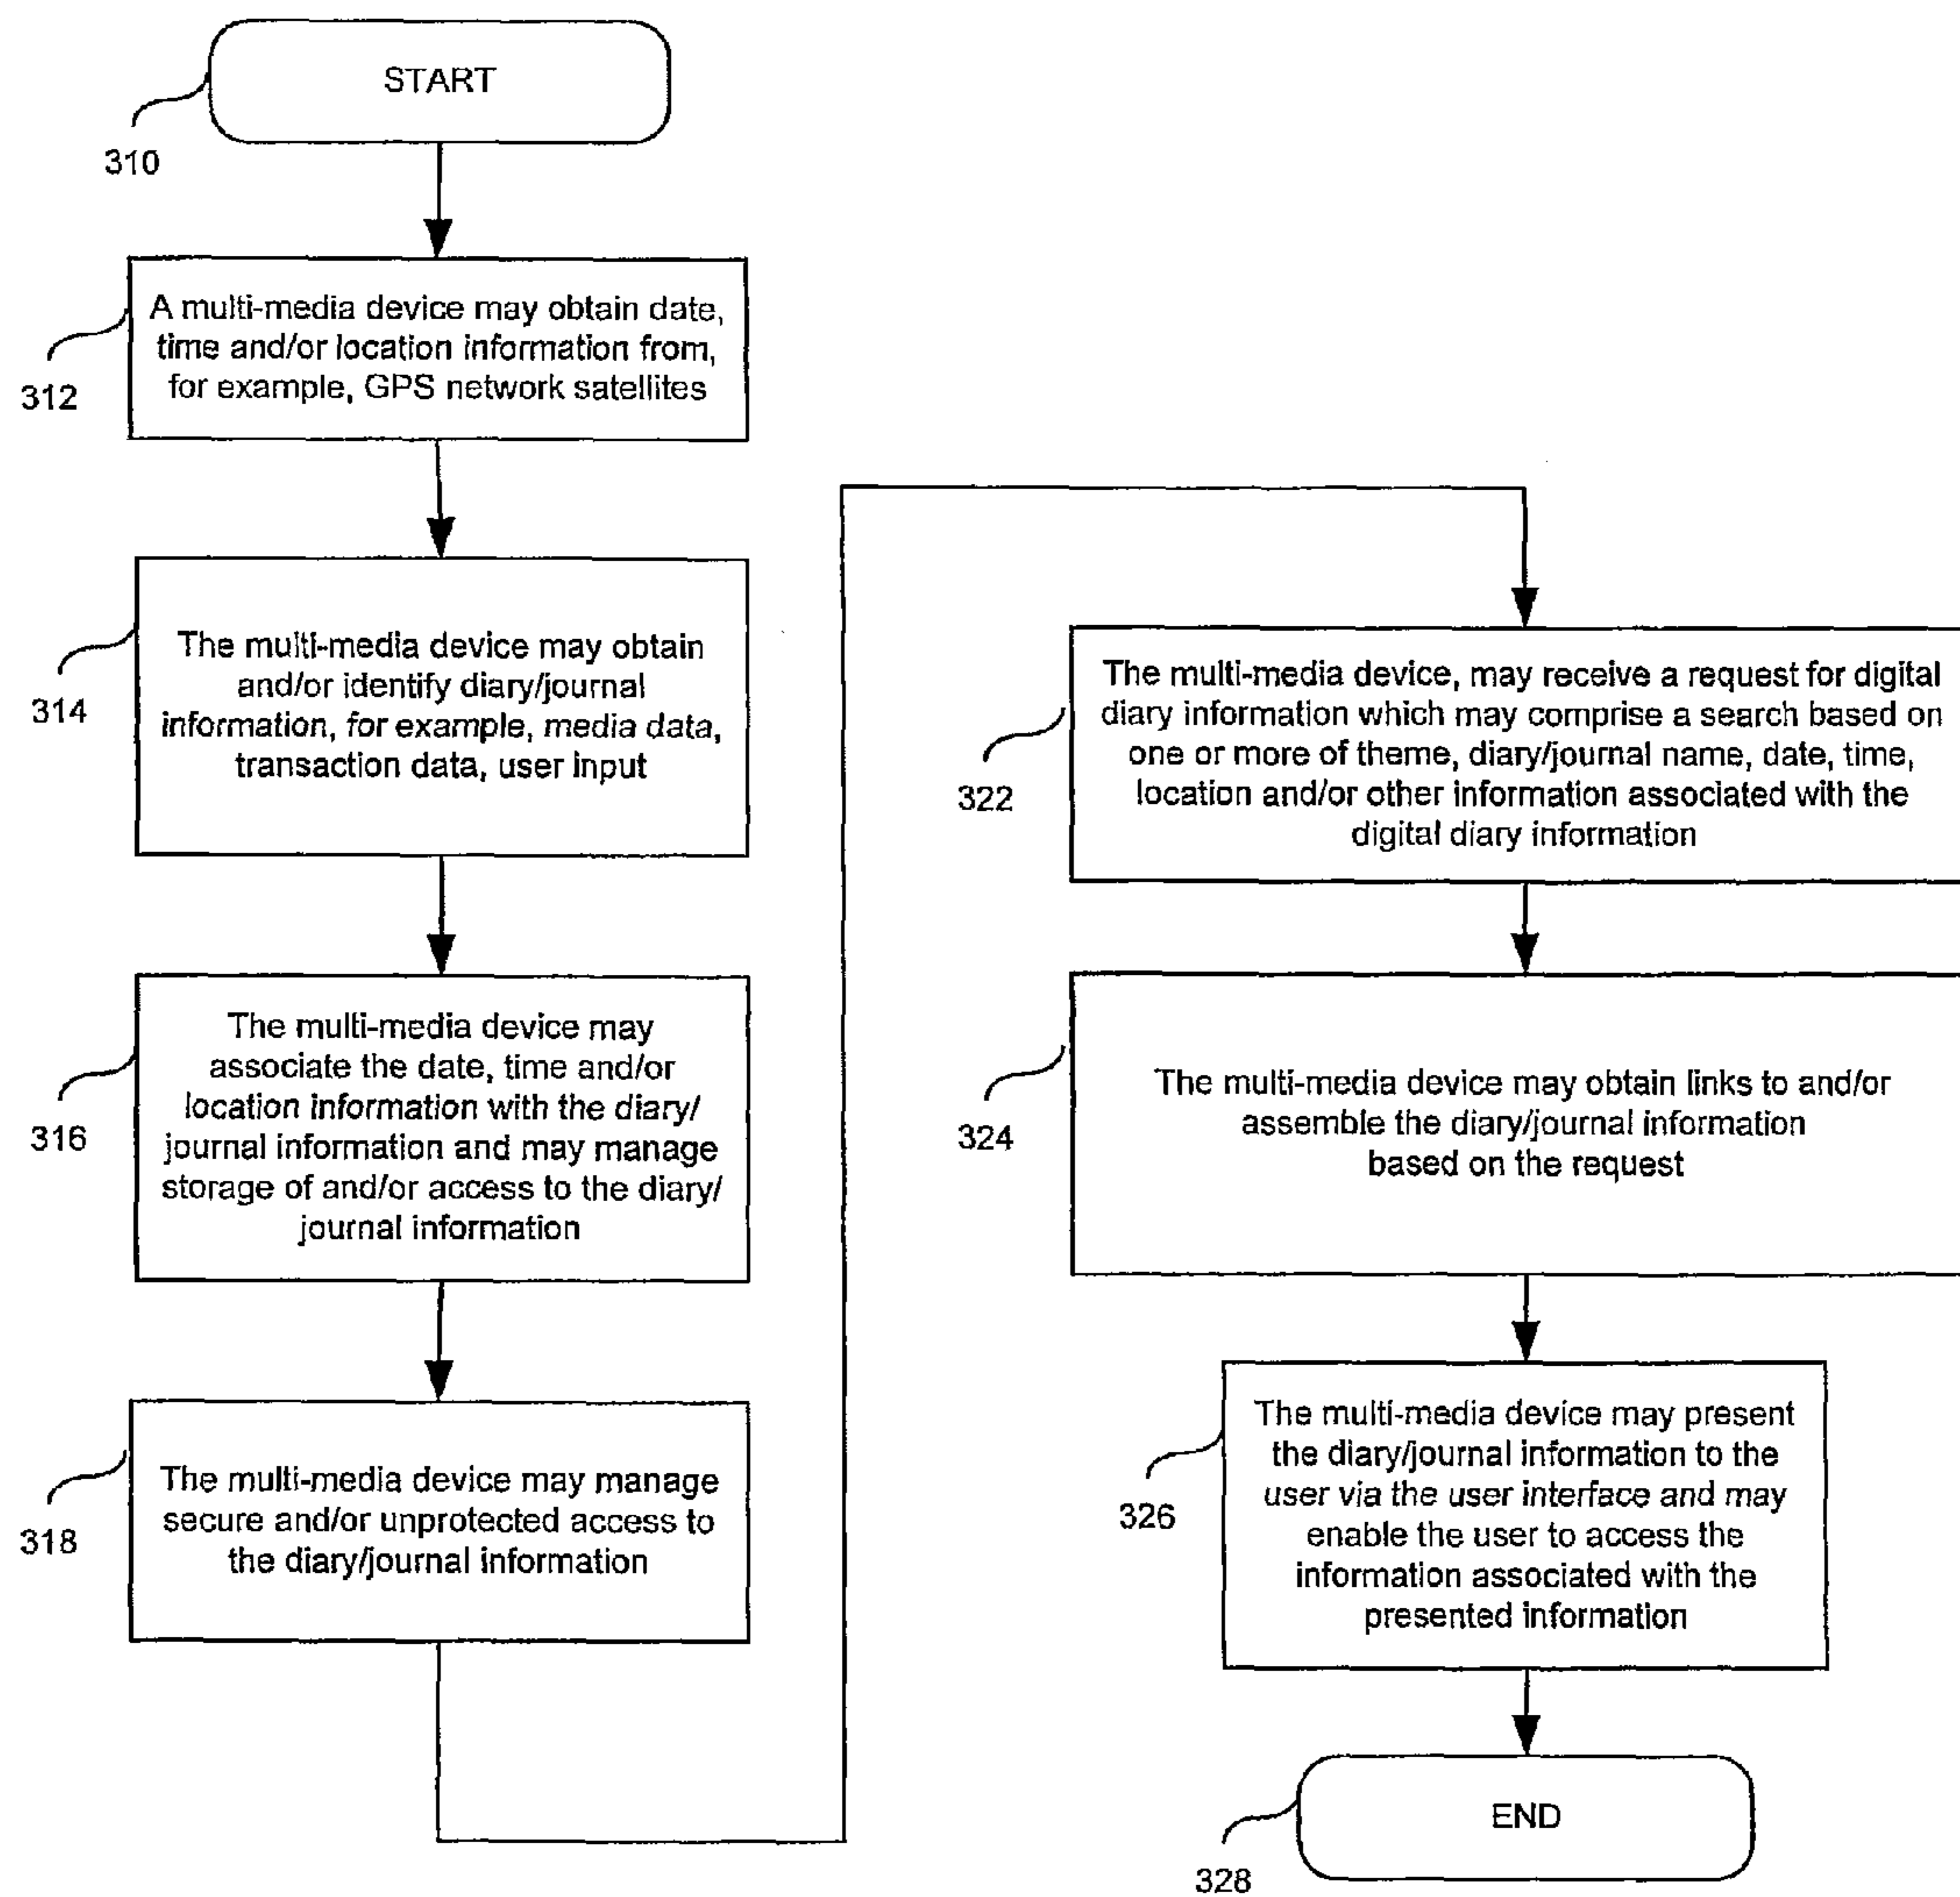 START
310
A multi-media device may obtain date,
time and/or location information from,
for example, GPS network satellites
312
The multi-media device may obtain
and/or identify diary/journal
information, for example, media data,
transaction data, user input
314
The multi-media device may
associate the date, time and/or
location information with the diary/
journal information and may manage
storage of and/or access to the diary/
journal information
316
The multi-media device may manage
secure and/or unprotected access to
the diary/journal information
318
The multi-media device, may receive a request for digital
diary information which may comprise a search based on
one or more of theme, diary/journal name, date, time,
location and/or other information associated with the
digital diary information
322
The multi-media device may obtain links to and/or
assemble the diary/journal information
based on the request
324
The multi-media device may present
the diary/journal information to the
user via the user interface and may
enable the user to access the
information associated with the
presented information
326
END
328